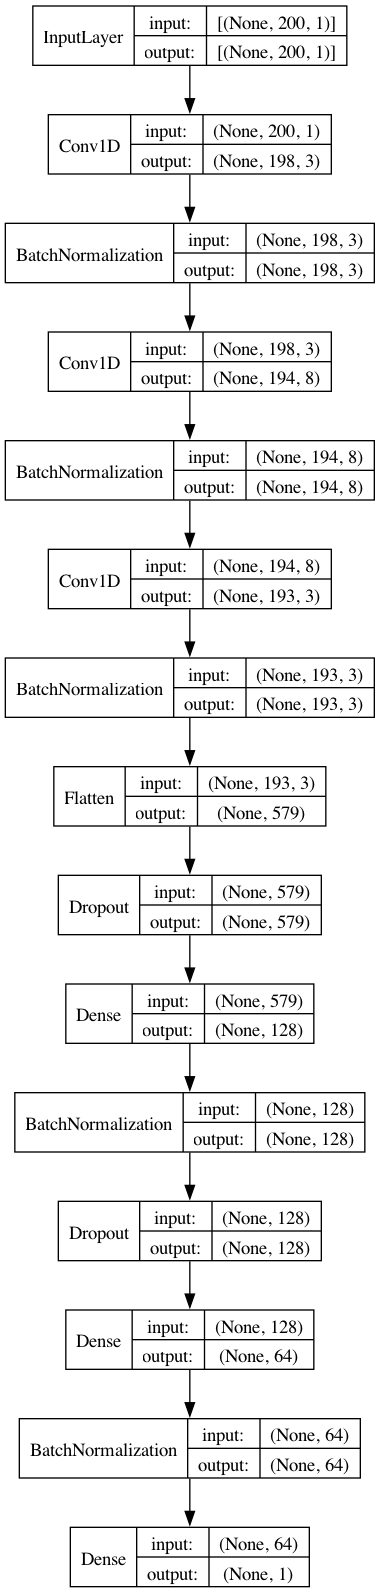 InputLayer input: [(None, 200, 1)]
output: [(None, 200, 1)]
Conv1D input: (None, 200, 1)
output: (None, 198, 3)
BatchNormalization input: (None, 198, 3)
output: (None, 198, 3)
Conv1D input: (None, 198, 3)
output: (None, 194, 8)
BatchNormalization input: (None, 194, 8)
output: (None, 194, 8)
Conv1D input: (None, 194, 8)
output: (None, 193, 3)
BatchNormalization input: (None, 193, 3)
output: (None, 193, 3)
Flatten input: (None, 193, 3)
output: (None, 579)
Dropout input: (None, 579)
output: (None, 579)
Dense input: (None, 579)
output: (None, 128)
BatchNormalization input: (None, 128)
output: (None, 128)
Dropout input: (None, 128)
output: (None, 128)
Dense input: (None, 128)
output: (None, 64)
BatchNormalization input: (None, 64)
output: (None, 64)
Dense input: (None, 64)
output: (None, 1)